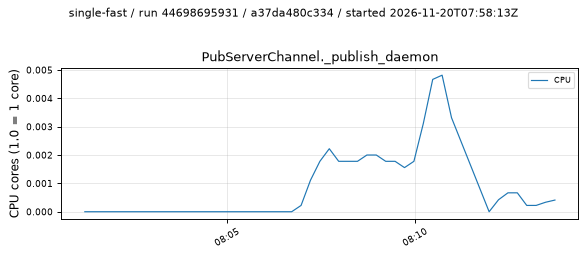 single-fast / run 44698695931 / a37da480c334 / started 2026-11-20T07:58:13Z
PubServerChannel._publish_daemon
CPU cores (1.0 = 1 core)
0.005
0.004
0.003
0.002
0.001
0.000
CPU
08:05
08:10